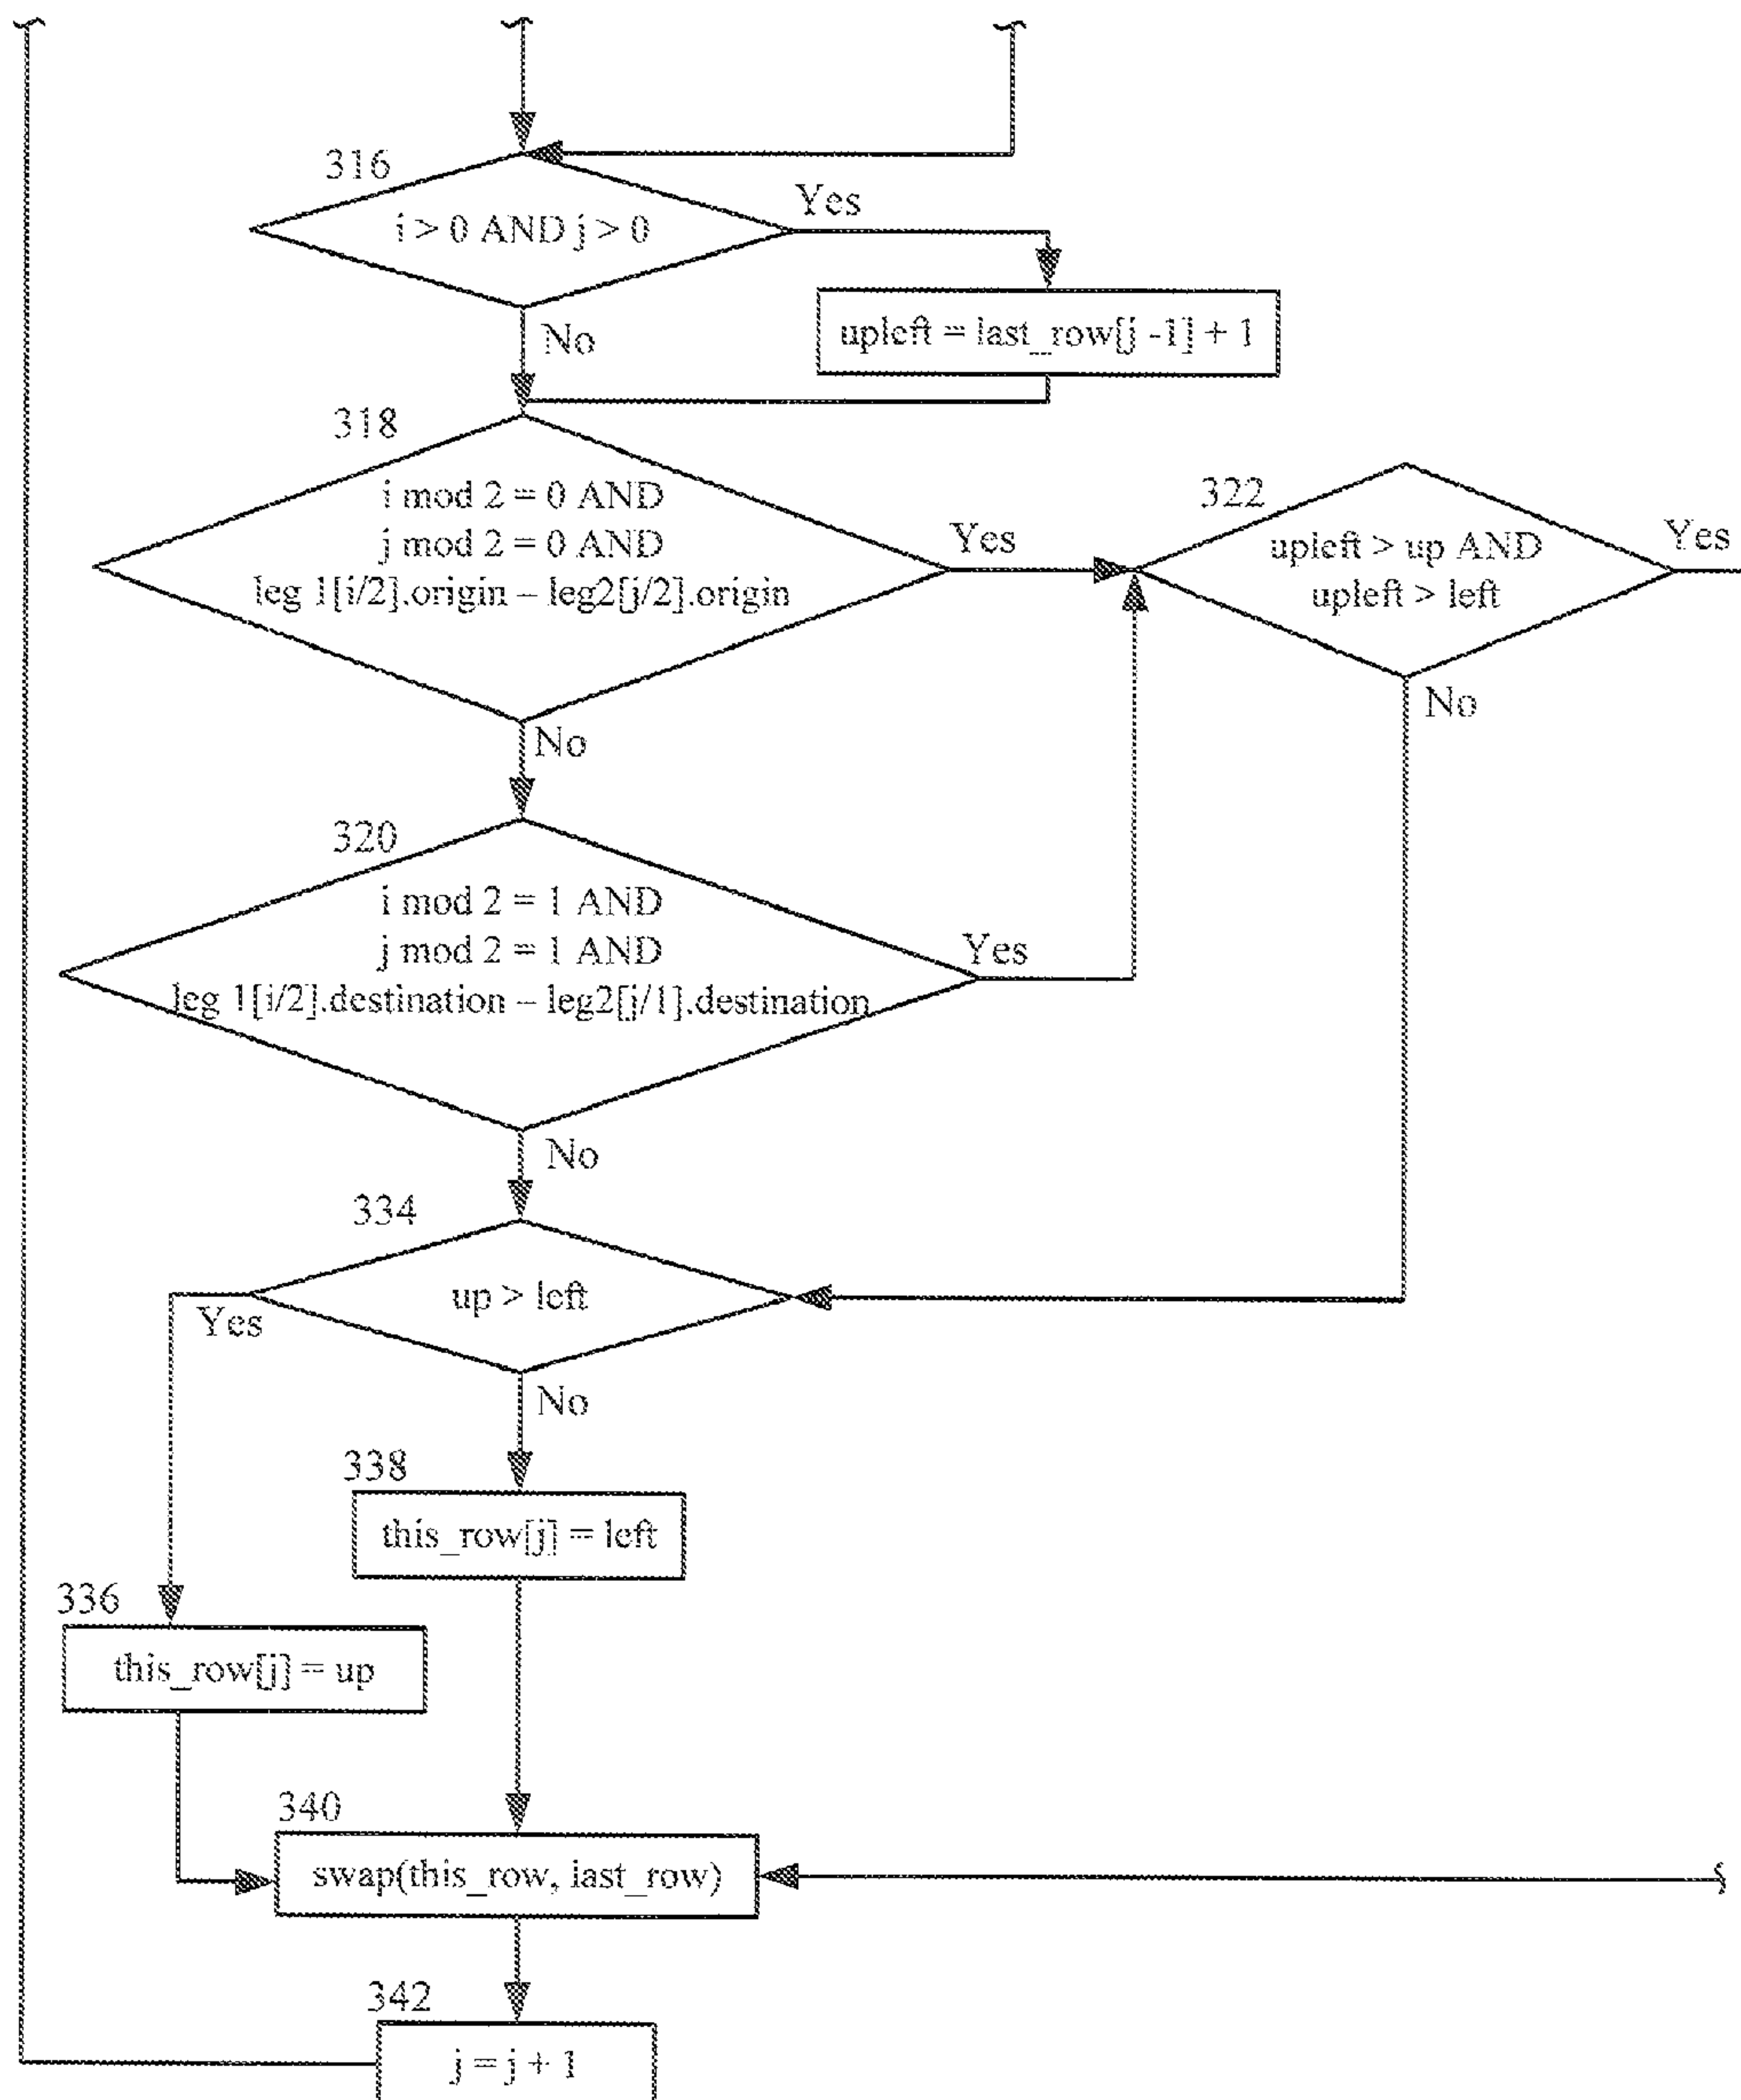 316
i > 0 AND j > 0
Yes
No
upleft = last_row[j -1] + 1
318
i mod 2 = 0 AND
j mod 2 = 0 AND
leg 1[i/2].origin – leg2[j/2].origin
Yes
No
322
upleft > up AND
upleft > left
Yes
No
320
i mod 2 = 1 AND
j mod 2 = 1 AND
leg 1[i/2].destination – leg2[j/1].destination
Yes
No
334
up > left
Yes
No
338
this_row[j] = left
336
this_row[j] = up
340
swap(this_row, last_row)
342
j = j + 1